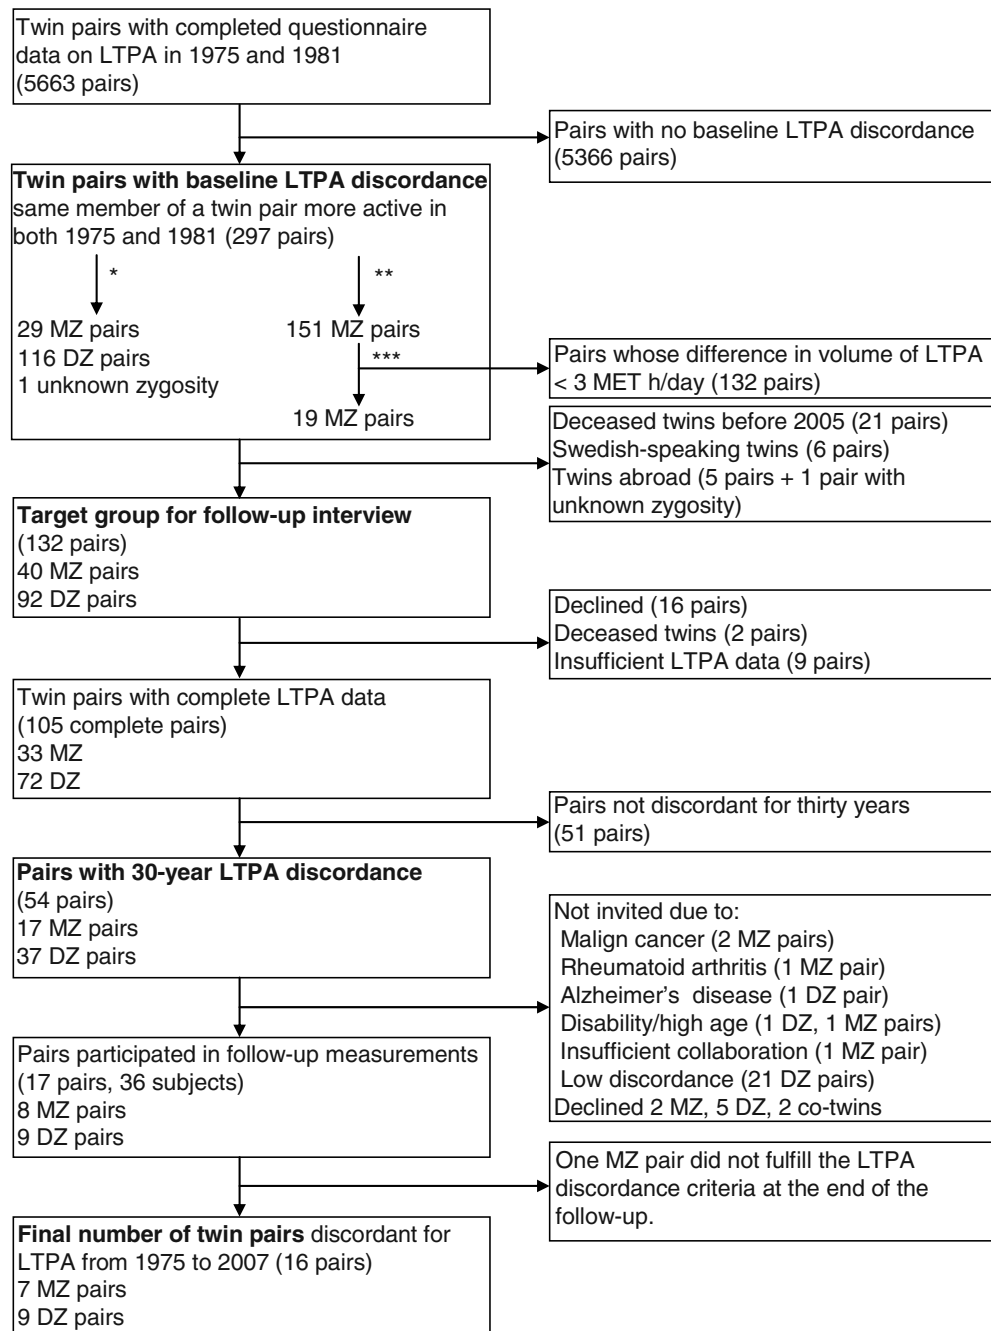 Twin pairs with completed questionnaire
data on LTPA in 1975 and 1981
(5663 pairs)
Pairs with no baseline LTPA discordance
(5366 pairs)
Twin pairs with baseline LTPA discordance
same member of a twin pair more active in
both 1975 and 1981 (297 pairs)
*
**
29 MZ pairs
116 DZ pairs
1 unknown zygosity
151 MZ pairs
***
19 MZ pairs
Pairs whose difference in volume of LTPA
< 3 MET h/day (132 pairs)
Deceased twins before 2005 (21 pairs)
Swedish-speaking twins (6 pairs)
Twins abroad (5 pairs + 1 pair with
unknown zygosity)
Target group for follow-up interview
(132 pairs)
40 MZ pairs
92 DZ pairs
Declined (16 pairs)
Deceased twins (2 pairs)
Insufficient LTPA data (9 pairs)
Twin pairs with complete LTPA data
(105 complete pairs)
33 MZ
72 DZ
Pairs not discordant for thirty years
(51 pairs)
Pairs with 30-year LTPA discordance
(54 pairs)
17 MZ pairs
37 DZ pairs
Not invited due to:
Malign cancer (2 MZ pairs)
Rheumatoid arthritis (1 MZ pair)
Alzheimer's disease (1 DZ pair)
Disability/high age (1 DZ, 1 MZ pairs)
Insufficient collaboration (1 MZ pair)
Low discordance (21 DZ pairs)
Declined 2 MZ, 5 DZ, 2 co-twins
Pairs participated in follow-up measurements
(17 pairs, 36 subjects)
8 MZ pairs
9 DZ pairs
One MZ pair did not fulfill the LTPA
discordance criteria at the end of the
follow-up.
Final number of twin pairs discordant for
LTPA from 1975 to 2007 (16 pairs)
7 MZ pairs
9 DZ pairs